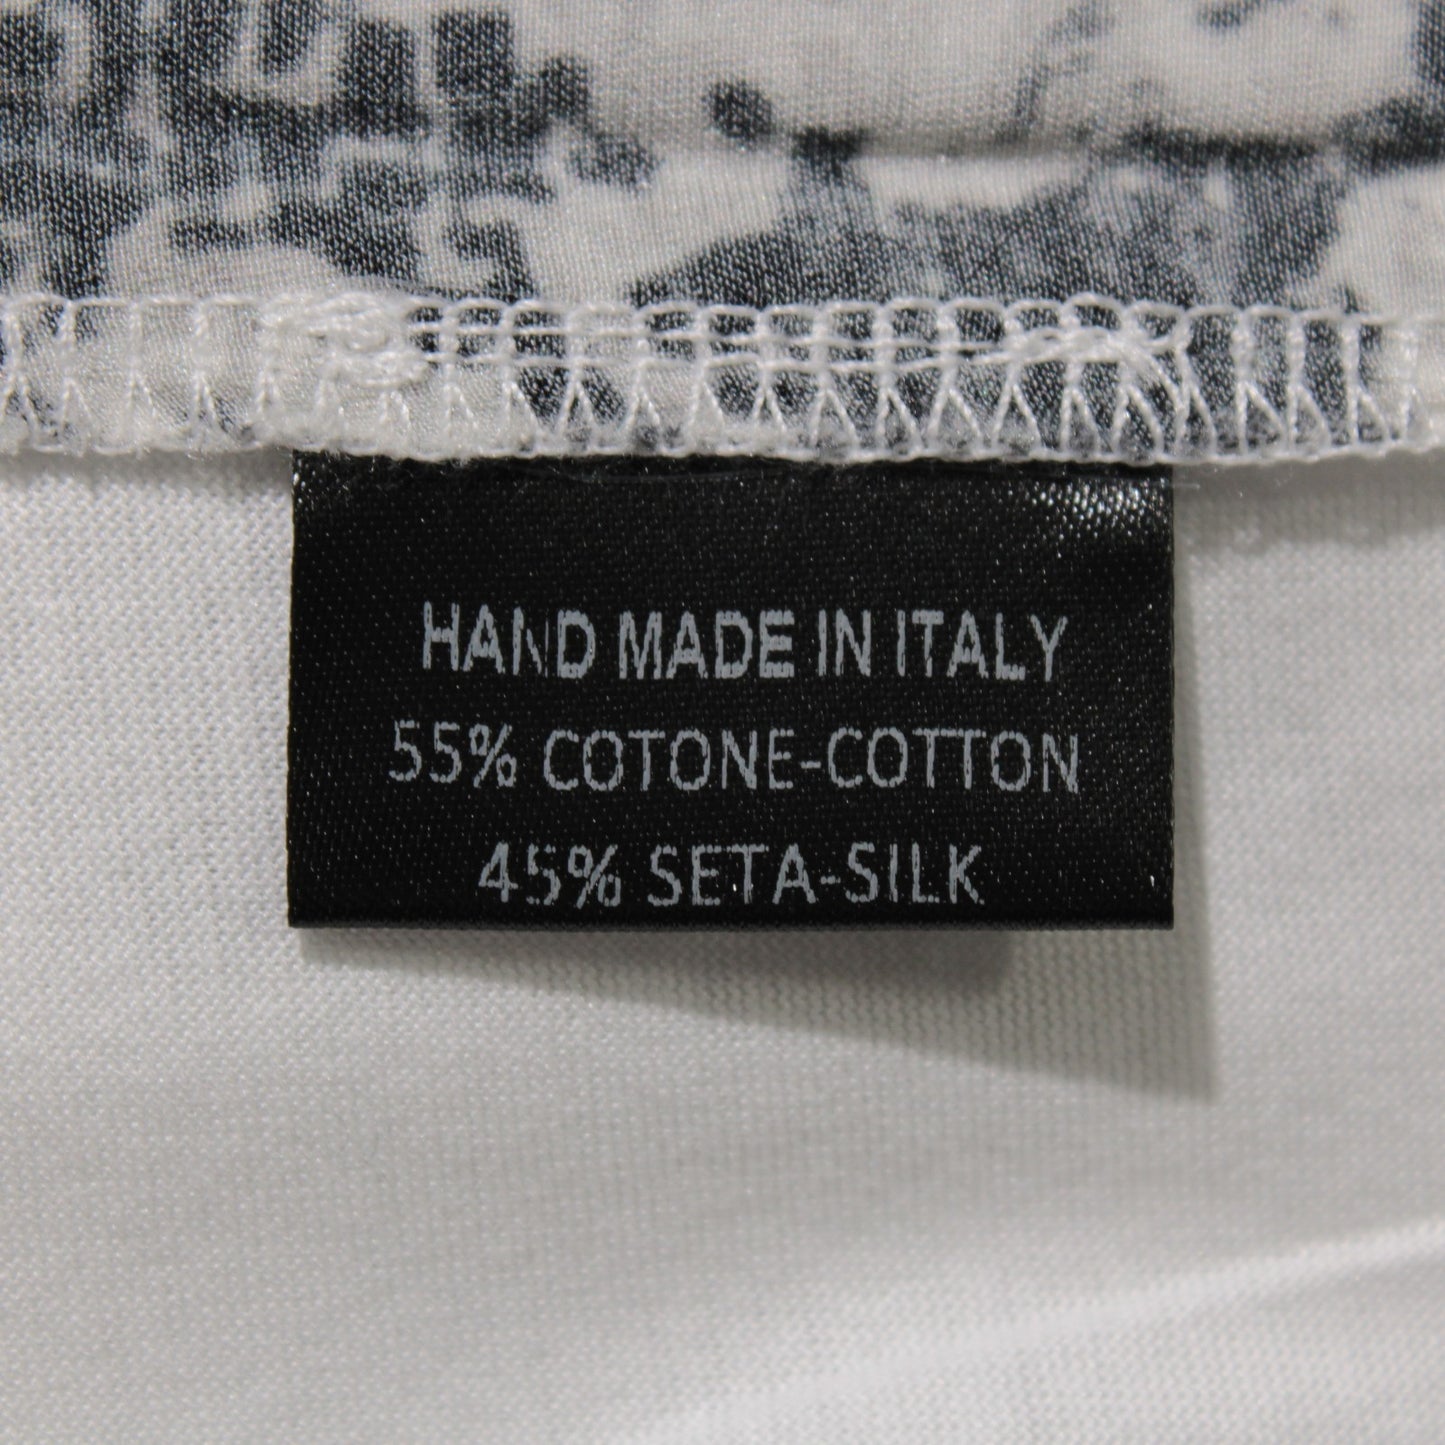 HAND MADE IN ITALY
55% COTONE-COTTON
45% SETA-SILK